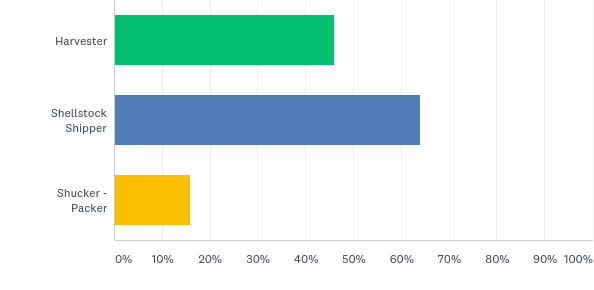 Harvester
Shellstock
Shipper
Shucker -
Packer
0% 10% 20% 30% 40% 50% 60% 70% 80% 90% 100%